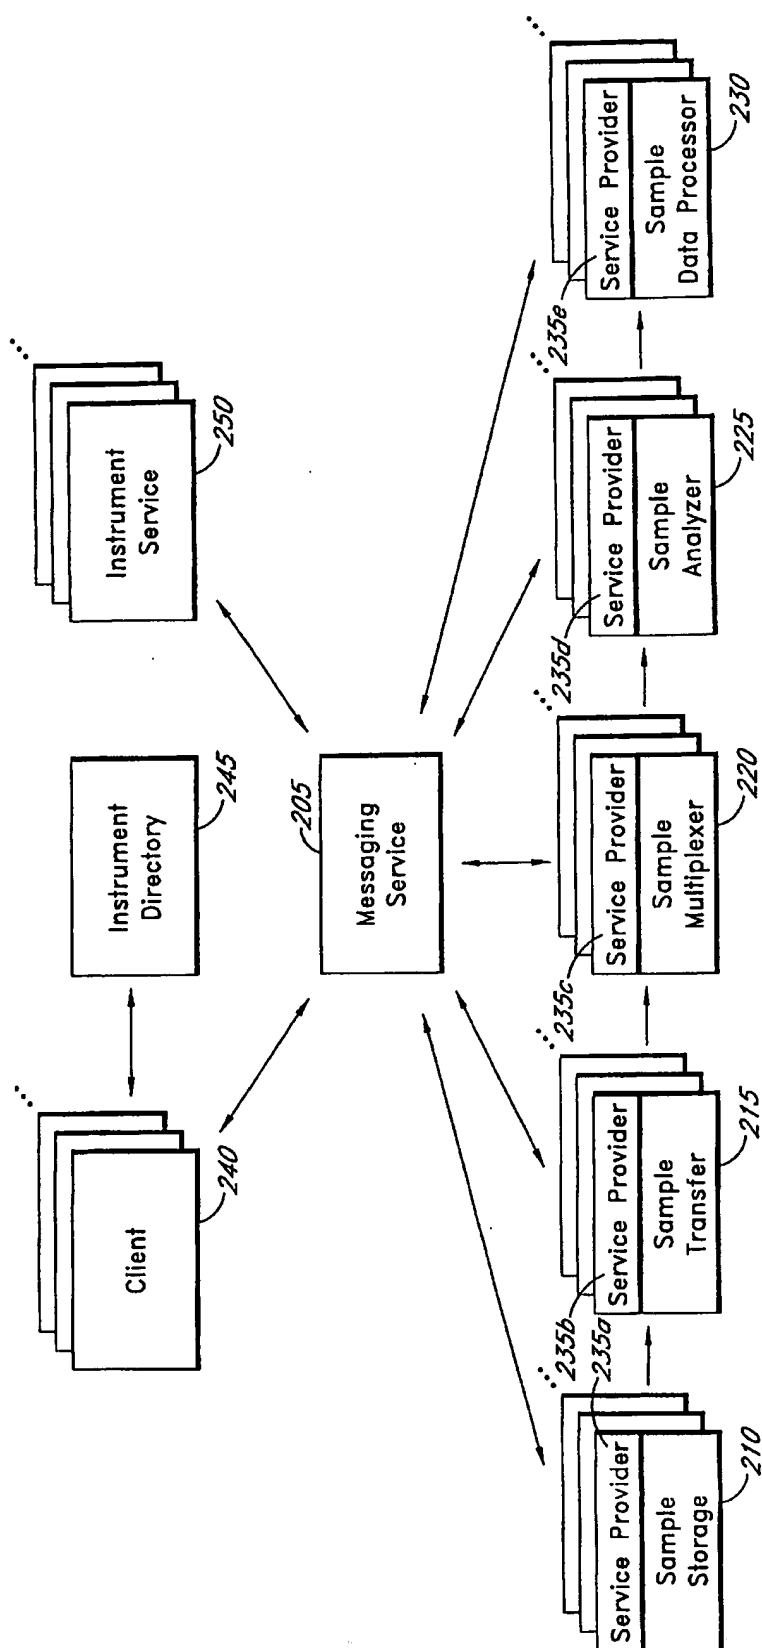 Client
240
Instrument
Directory
245
Instrument
Service
250
Messaging
Service
205
Service Provider
Sample
Storage
210
235a
Service Provider
Sample
Transfer
215
235b
Service Provider
Sample
Multiplexer
220
235c
Service Provider
Sample
Analyzer
225
235d
Service Provider
Sample
Data Processor
230
235e